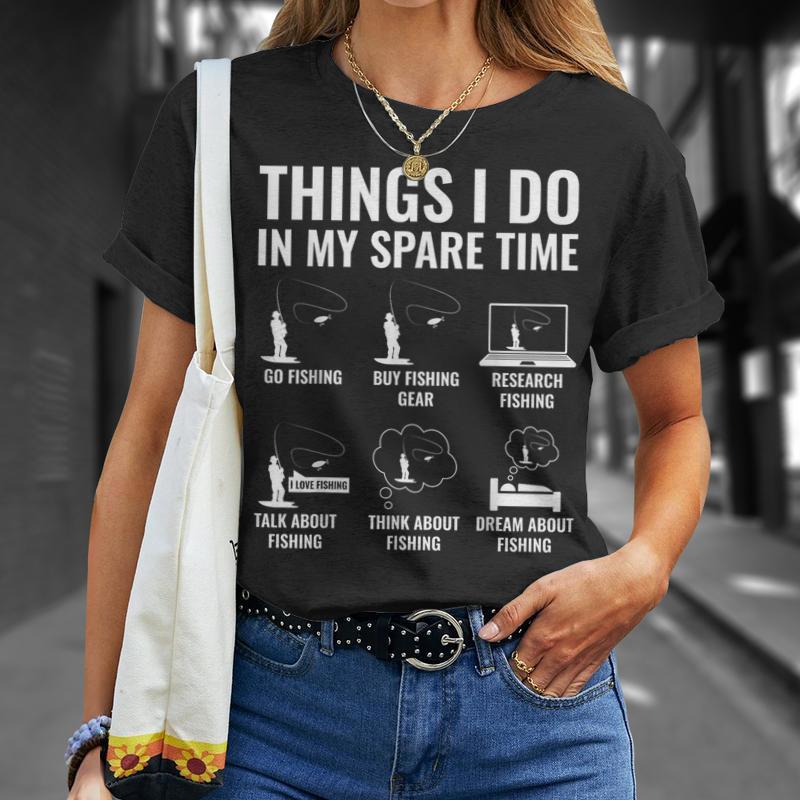 THINGS I DO
IN MY SPARE TIME
GO FISHING
BUY FISHING
GEAR
RESEARCH
FISHING
I LOVE FISHING
TALK ABOUT
FISHING
THINK ABOUT
FISHING
DREAM ABOUT
FISHING